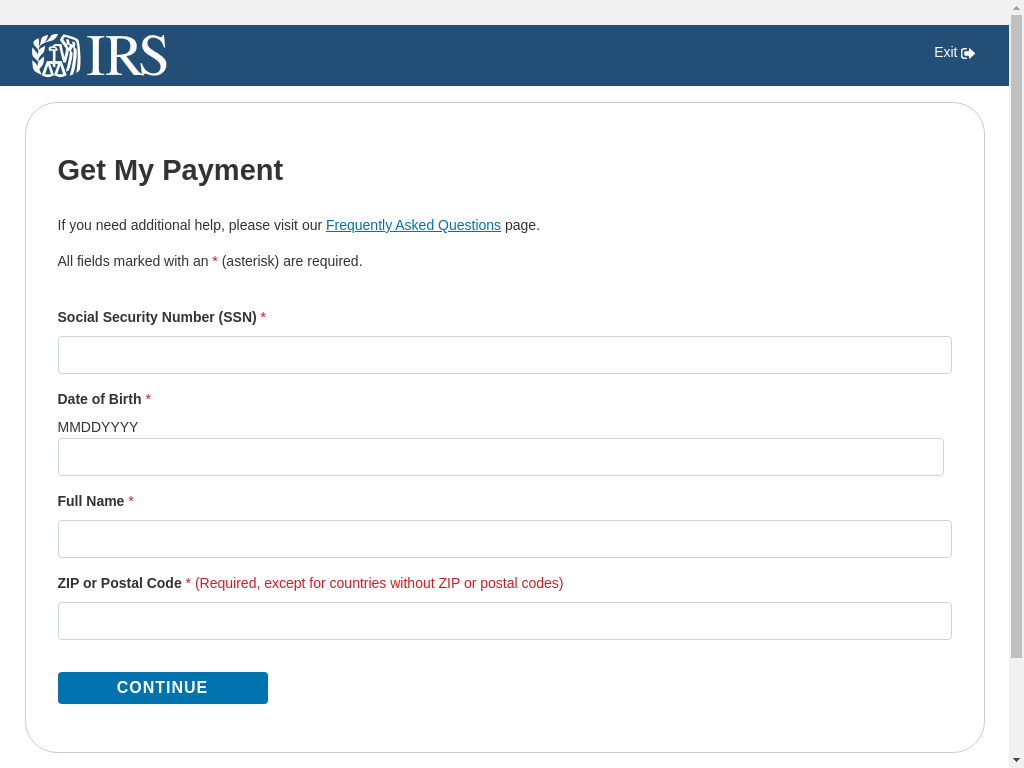 IRS
Exit
Get My Payment
If you need additional help, please visit our Frequently Asked Questions page.
All fields marked with an * (asterisk) are required.
Social Security Number (SSN) *
Date of Birth *
MMDDYYYY
Full Name *
ZIP or Postal Code * (Required, except for countries without ZIP or postal codes)
CONTINUE